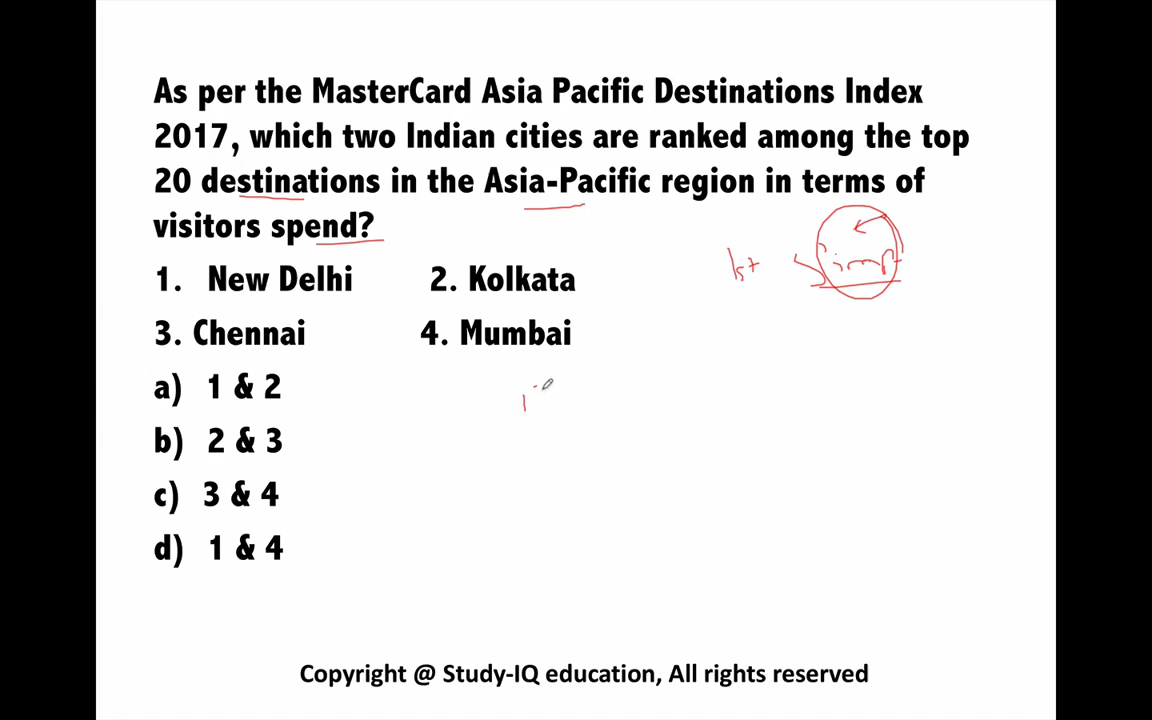 As per the MasterCard Asia Pacific Destinations Index
2017, which two Indian cities are ranked among the top
20 destinations in the Asia-Pacific region in terms of
visitors spend?
1. New Delhi 2. Kolkata
3. Chennai 4. Mumbai
a) 1 & 2
b) 2 & 3
c) 3 & 4
d) 1 & 4
Copyright @ Study-IQ education, All rights reserved